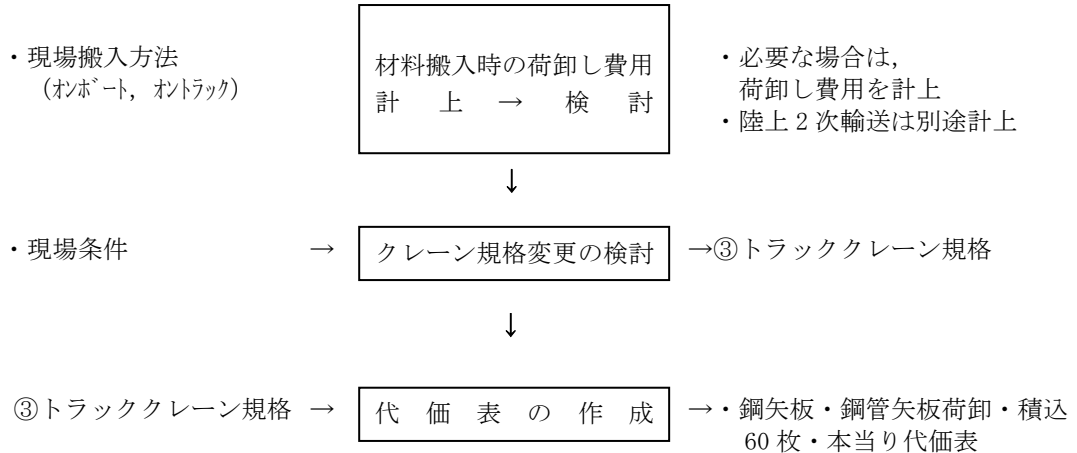 ・現場搬入方法
(オンボート, オントラック)
材料搬入時の荷卸し費用
計上→検討
・必要な場合は,
荷卸し費用を計上
・陸上2次輸送は別途計上
↓
・現場条件 → クレーン規格変更の検討 →③トラッククレーン規格
↓
③トラッククレーン規格 → 代価表の作成 →・鋼矢板・鋼管矢板荷卸・積込
60枚・本当り代価表